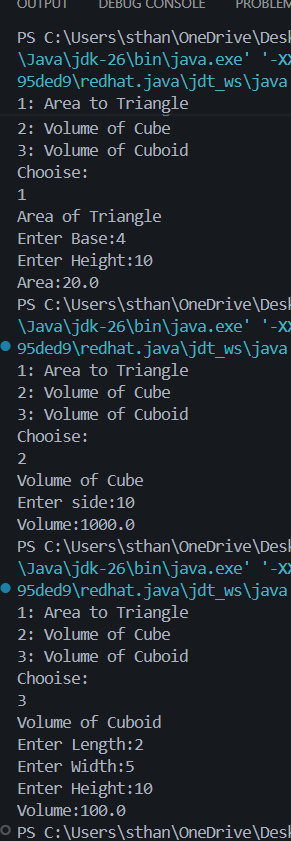 OUTPUT DEBUG CONSOLE PROBLEM
PS C:\Users\sthan\OneDrive\Desk
\Java\jdk-26\bin\java.exe' '-XX
95ded9\redhat.java\jdt_ws\java
1: Area to Triangle
2: Volume of Cube
3: Volume of Cuboid
Chooise:
1
Area of Triangle
Enter Base:4
Enter Height:10
Area:20.0
PS C:\Users\sthan\OneDrive\Desk
\Java\jdk-26\bin\java.exe' '-XX
95ded9\redhat.java\jdt_ws\java
1: Area to Triangle
2: Volume of Cube
3: Volume of Cuboid
Chooise:
2
Volume of Cube
Enter side:10
Volume:1000.0
PS C:\Users\sthan\OneDrive\Desk
\Java\jdk-26\bin\java.exe' '-XX
95ded9\redhat.java\jdt_ws\java
1: Area to Triangle
2: Volume of Cube
3: Volume of Cuboid
Chooise:
3
Volume of Cuboid
Enter Length:2
Enter Width:5
Enter Height:10
Volume:100.0
PS C:\Users\sthan\OneDrive\Desk